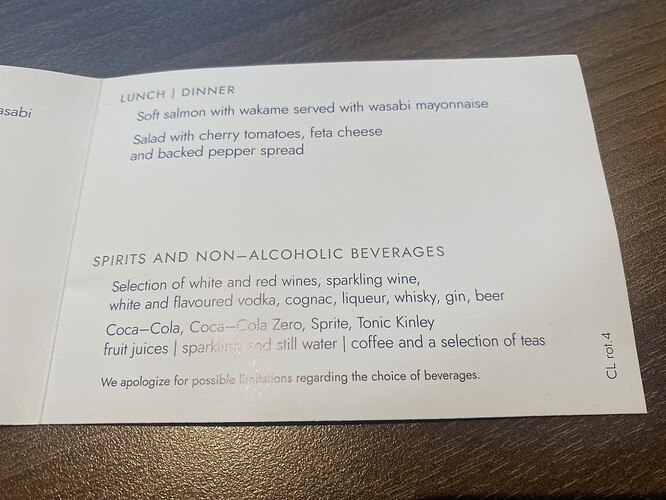 asabi
LUNCH | DINNER
Soft salmon with wakame served with wasabi mayonnaise
Salad with cherry tomatoes, feta cheese
and backed pepper spread
SPIRITS AND NON–ALCOHOLIC BEVERAGES
Selection of white and red wines, sparkling wine,
white and flavoured vodka, cognac, liqueur, whisky, gin, beer
Coca–Cola, Coca–Cola Zero, Sprite, Tonic Kinley
fruit juices | sparkling and still water | coffee and a selection of teas
We apologize for possible limitations regarding the choice of beverages.
CL rot.4